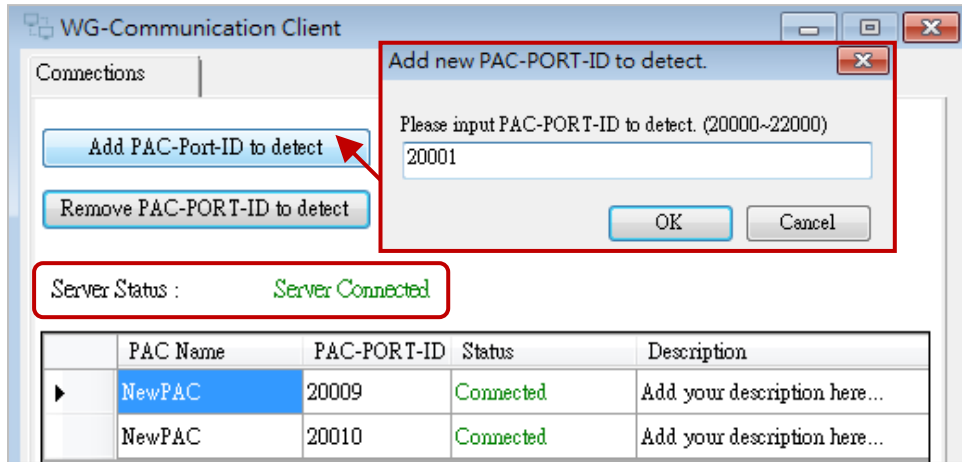 WG-Communication Client
Connections
Add new PAC-PORT-ID to detect.
Please input PAC-PORT-ID to detect. (20000~22000)
20001
OK Cancel
Add PAC-Port-ID to detect
Remove PAC-PORT-ID to detect
Server Status : Server Connected
PAC Name PAC-PORT-ID Status Description
NewPAC 20009 Connected Add your description here...
NewPAC 20010 Connected Add your description here...